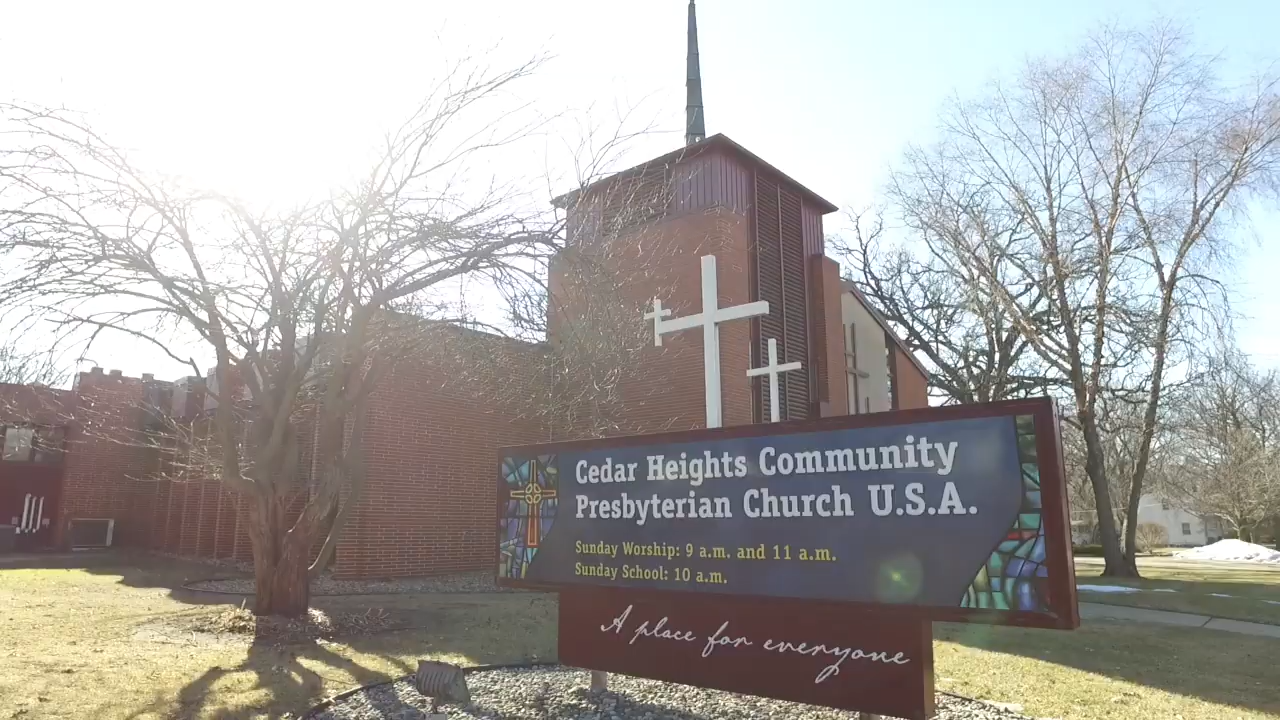 Cedar Heights Community
Presbyterian Church U.S.A.
Sunday Worship: 9 a.m. and 11 a.m.
Sunday School: 10 a.m.
A place for everyone